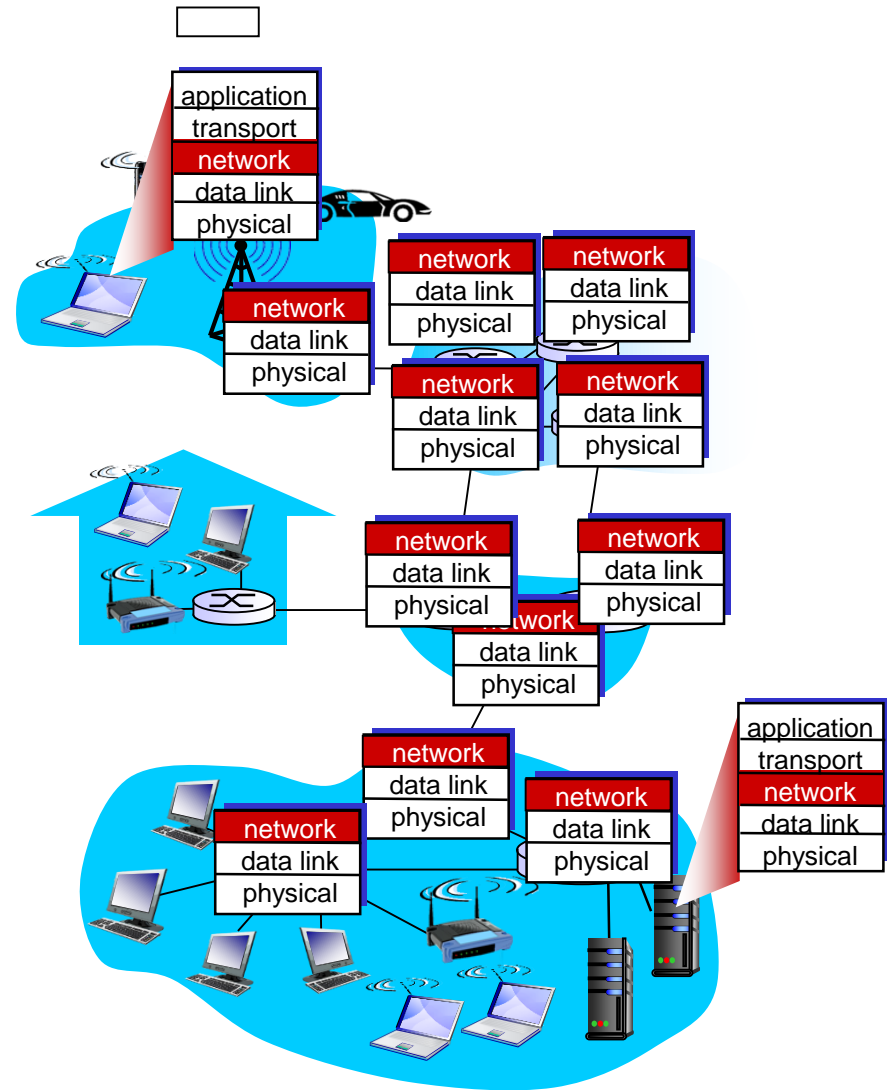 application
transport
network
data link
physical
network
data link
physical
network
data link
physical
network
data link
physical
network
data link
physical
network
data link
physical
network
data link
physical
network
data link
physical
network
data link
physical
network
data link
physical
application
transport
network
data link
physical
network
data link
physical
network
data link
physical